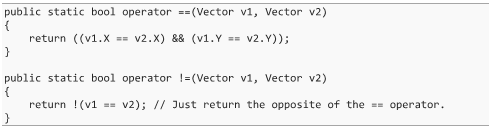 public static bool operator ==(Vector v1, Vector v2)
{
    return ((v1.X == v2.X) && (v1.Y == v2.Y));
}

public static bool operator !=(Vector v1, Vector v2)
{
    return !(v1 == v2); // Just return the opposite of the == operator.
}